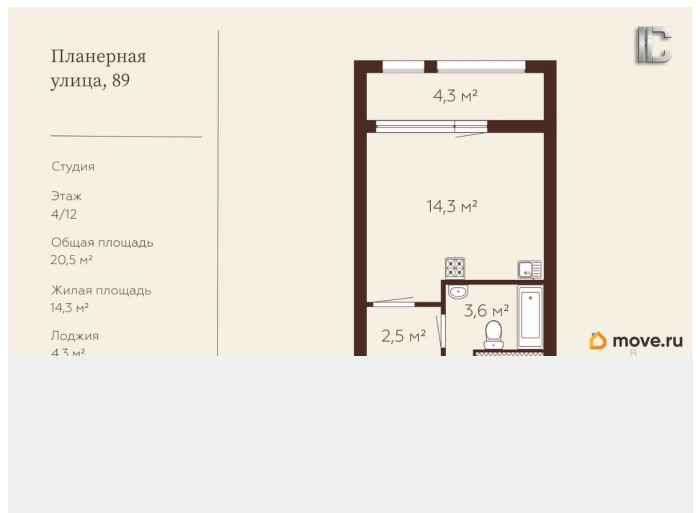 Планерная
улица, 89
Студия
Этаж
4/12
Общая площадь
20,5 м²
Жилая площадь
14,3 м²
Лоджия
4,3 м²
4,3 м²
14,3 м²
3,6 м²
2,5 м²
move.ru